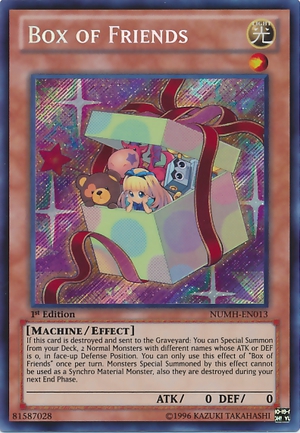 BOX OF FRIENDS
LIGHT
光
1st Edition
NUMH-EN013
[MACHINE/EFFECT]
If this card is destroyed and sent to the Graveyard: You can Special Summon
from your Deck, 2 Normal Monsters with different names whose ATK or DEF
is 0, in face-up Defense Position. You can only use this effect of "Box of
Friends" once per turn. Monsters Special Summoned by this effect cannot
be used as a Synchro Material Monster, also they are destroyed during your
next End Phase.
ATK/ 0 DEF/ 0
81587028
©1996 KAZUKI TAKAHASHI